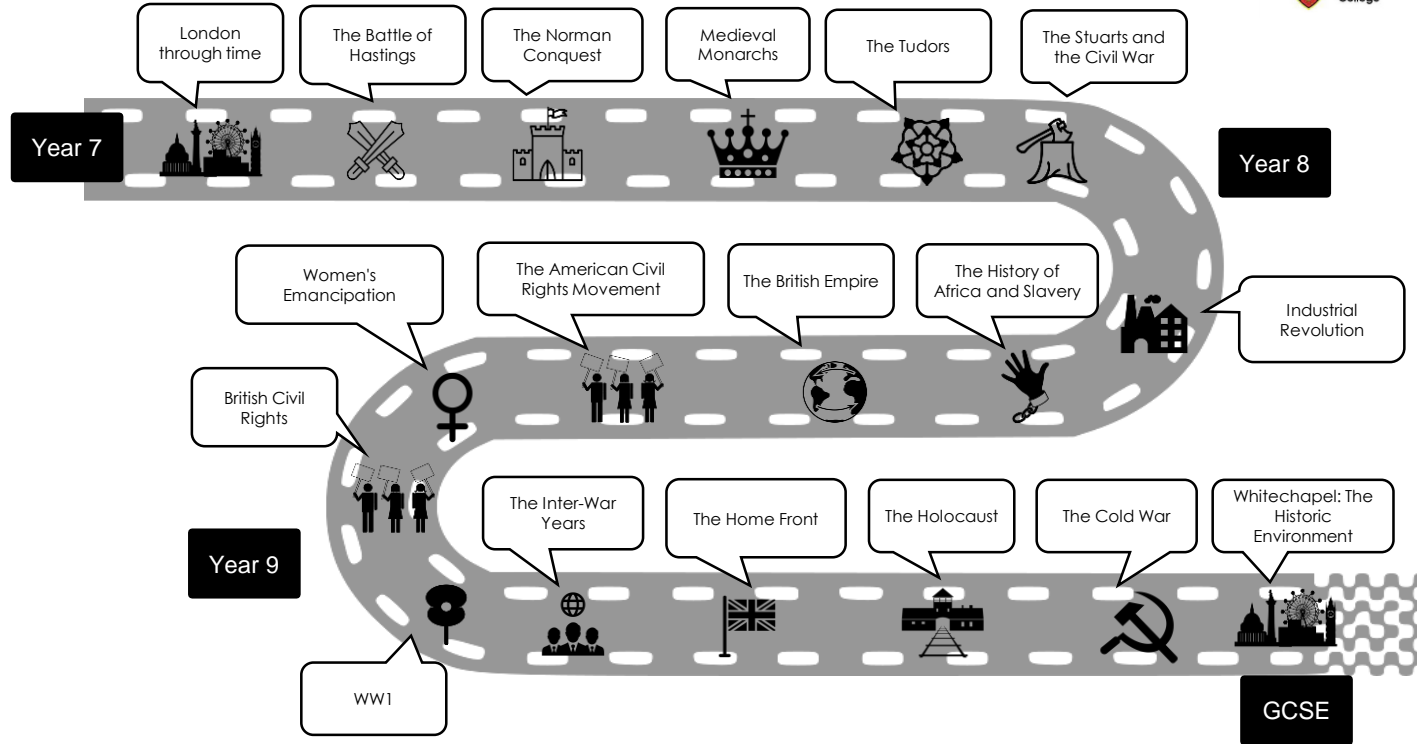 College
Year 7
London
through time
The Battle of
Hastings
The Norman
Conquest
Medieval
Monarchs
The Tudors
The Stuarts and
the Civil War
Year 8
Industrial
Revolution
The History of
Africa and Slavery
The British Empire
The American Civil
Rights Movement
Women's
Emancipation
British Civil
Rights
Year 9
WW1
The Inter-War
Years
The Home Front
The Holocaust
The Cold War
Whitechapel: The
Historic
Environment
GCSE